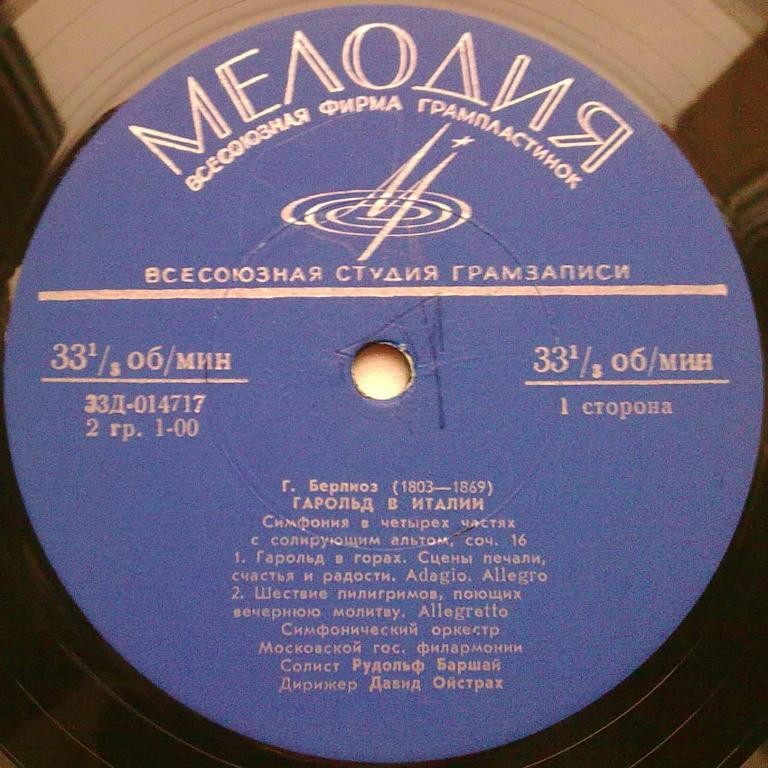 МЕЛОДИЯ
ВСЕСОЮЗНАЯ ФИРМА ГРАМПЛАСТИНОК
ВСЕСОЮЗНАЯ СТУДИЯ ГРАМЗАПИСИ
33¹/₃ об/мин
33Д-014717
2 гр. 1-00
33¹/₃ об/мин
1 сторона
Г. Берлиоз (1803—1869)
ГАРОЛЬД В ИТАЛИИ
Симфония в четырех частях
с солирующим альтом, соч. 16
1. Гарольд в горах. Сцены печали,
счастья и радости. Adagio. Allegro
2. Шествие пилигримов, поющих
вечернюю молитву. Allegretto
Симфонический оркестр
Московской гос. филармонии
Солист Рудольф Баршай
Дирижер Давид Ойстрах